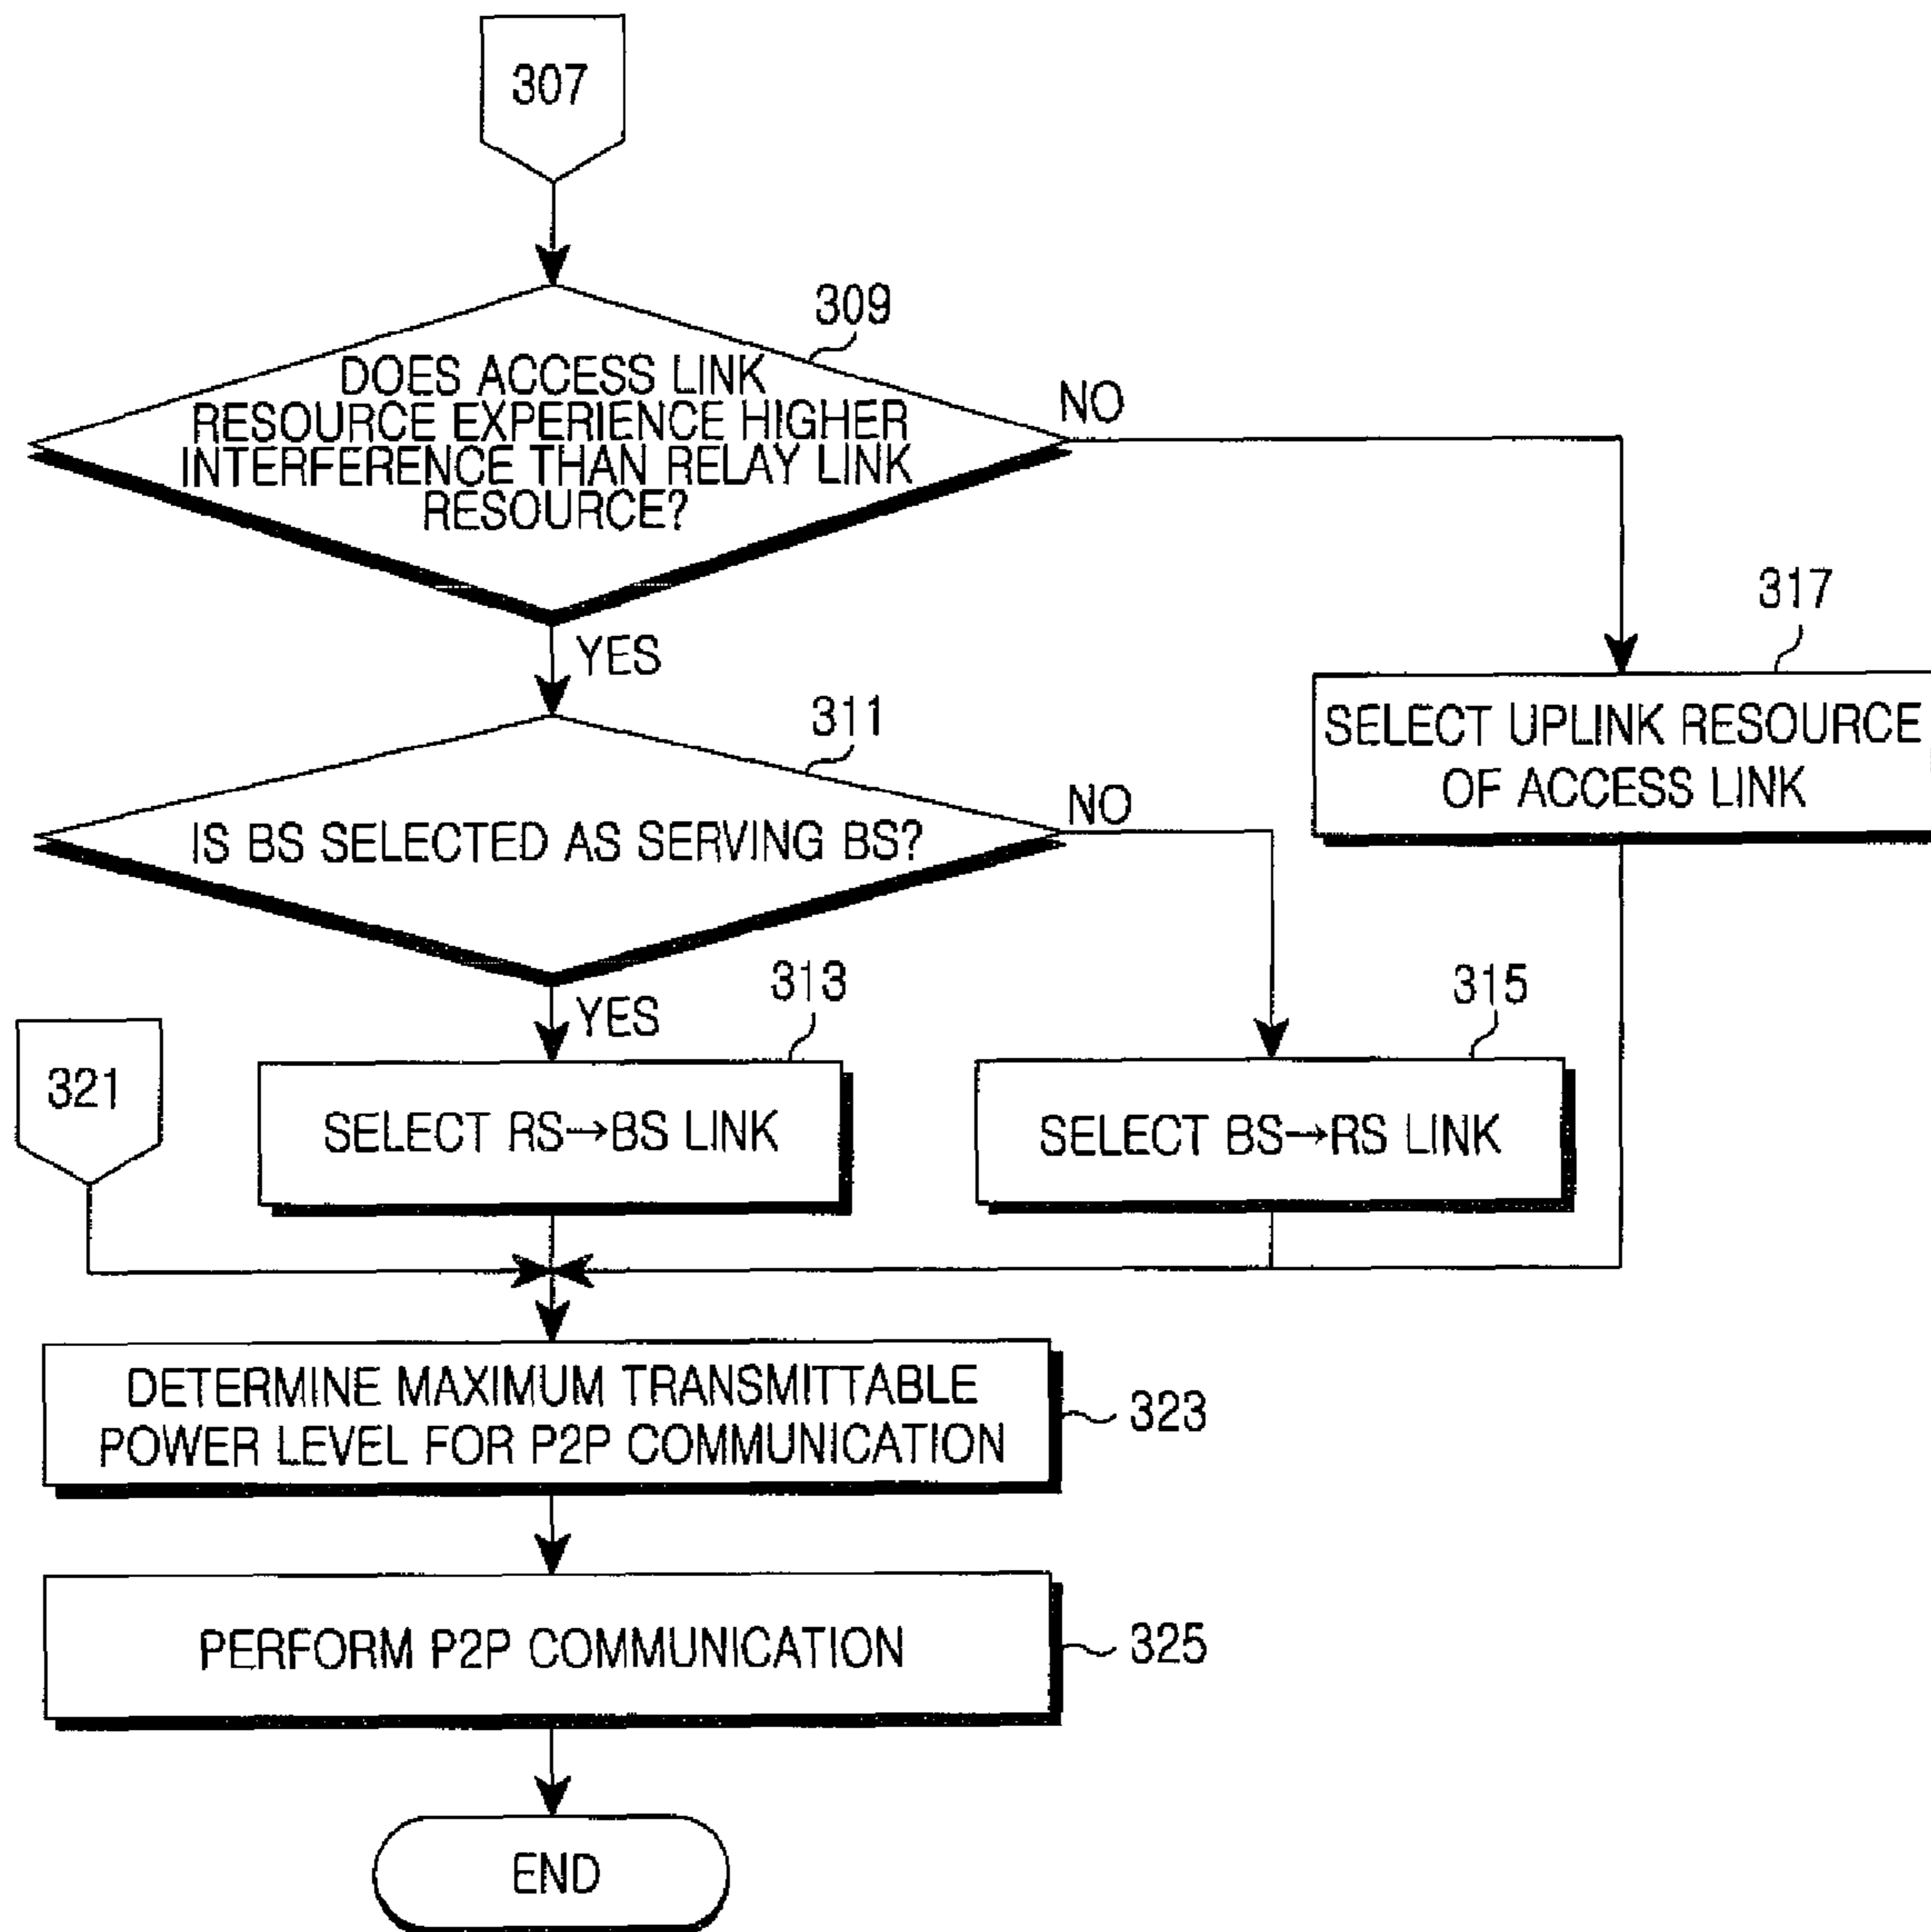 307
309
DOES ACCESS LINK
RESOURCE EXPERIENCE HIGHER
INTERFERENCE THAN RELAY LINK
RESOURCE?
NO
YES
317
SELECT UPLINK RESOURCE
OF ACCESS LINK
311
IS BS SELECTED AS SERVING BS?
NO
YES
313
315
321
SELECT RS→BS LINK
SELECT BS→RS LINK
DETERMINE MAXIMUM TRANSMITTABLE
POWER LEVEL FOR P2P COMMUNICATION
323
PERFORM P2P COMMUNICATION
325
END